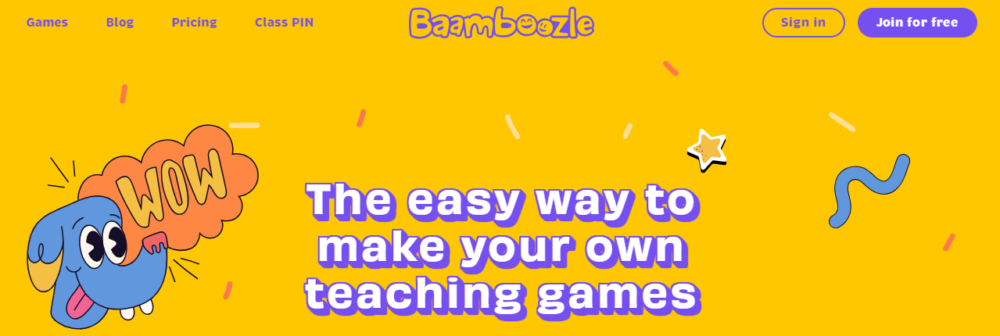 Games Blog Pricing Class PIN Baamboozle Sign in Join for free
WOW
The easy way to
make your own
teaching games